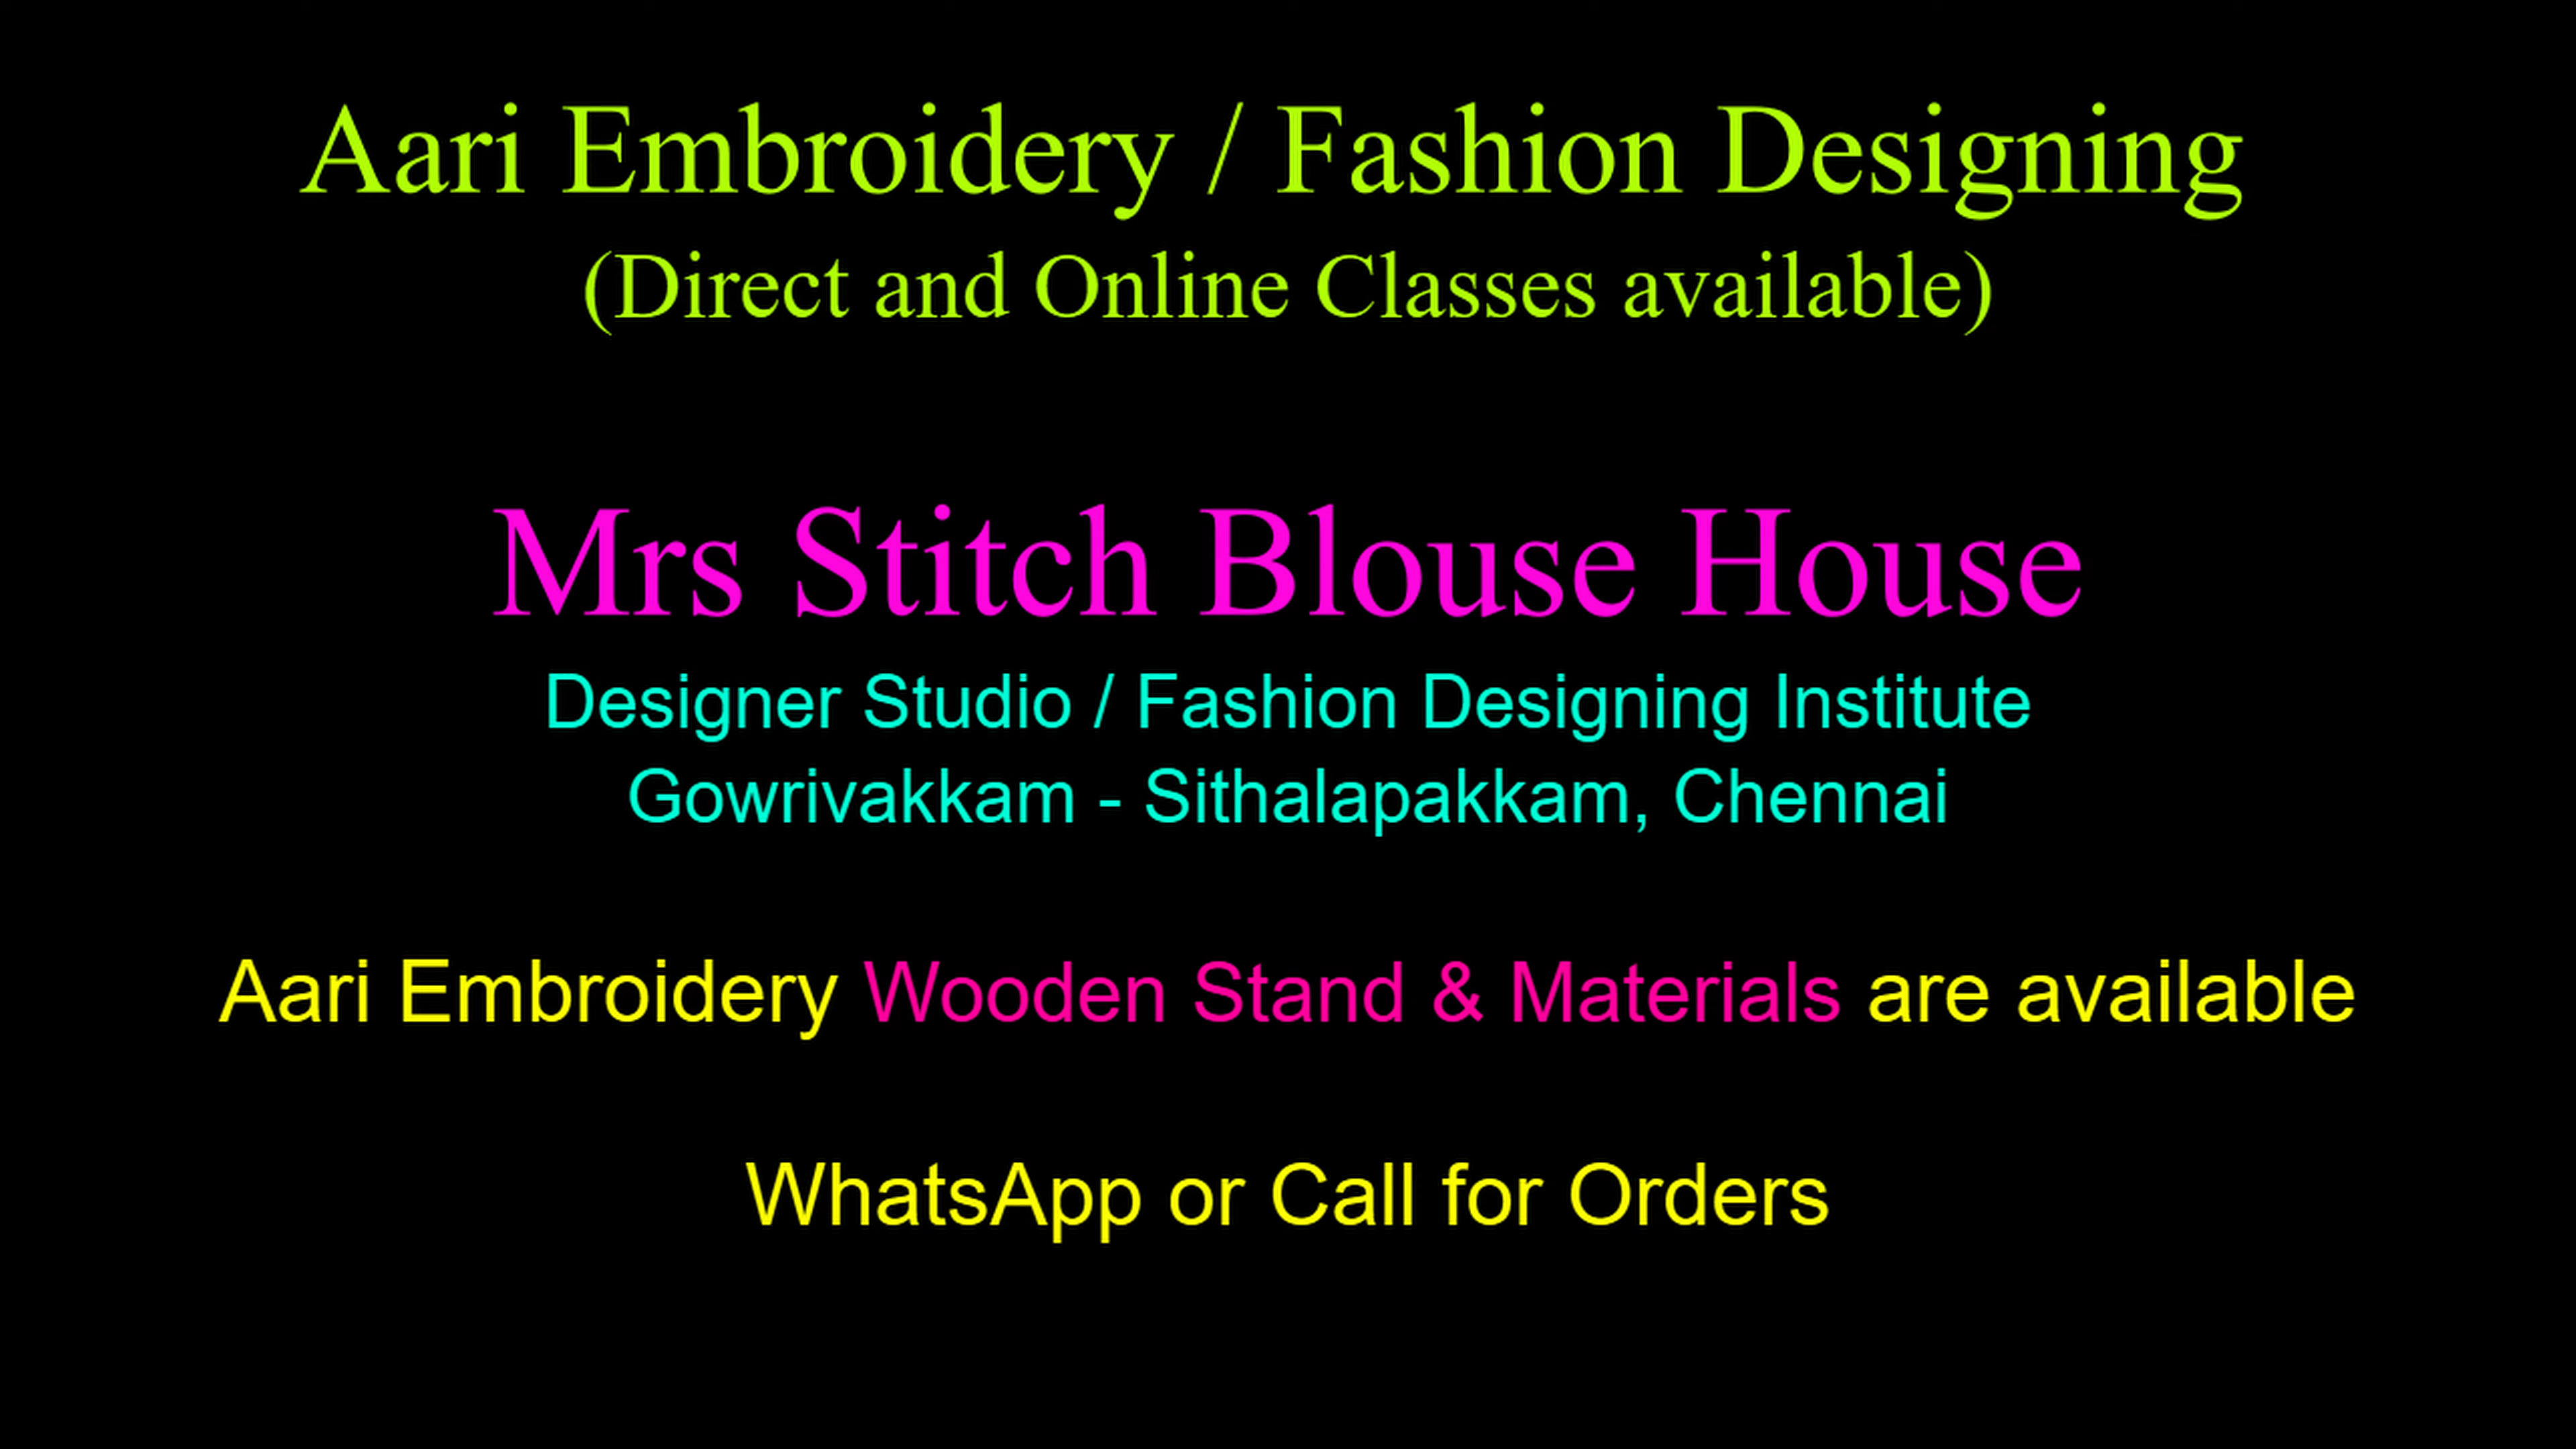 Aari Embroidery / Fashion Designing
(Direct and Online Classes available)
Mrs Stitch Blouse House
Designer Studio / Fashion Designing Institute
Gowrivakkam - Sithalapakkam, Chennai
Aari Embroidery Wooden Stand & Materials are available
WhatsApp or Call for Orders